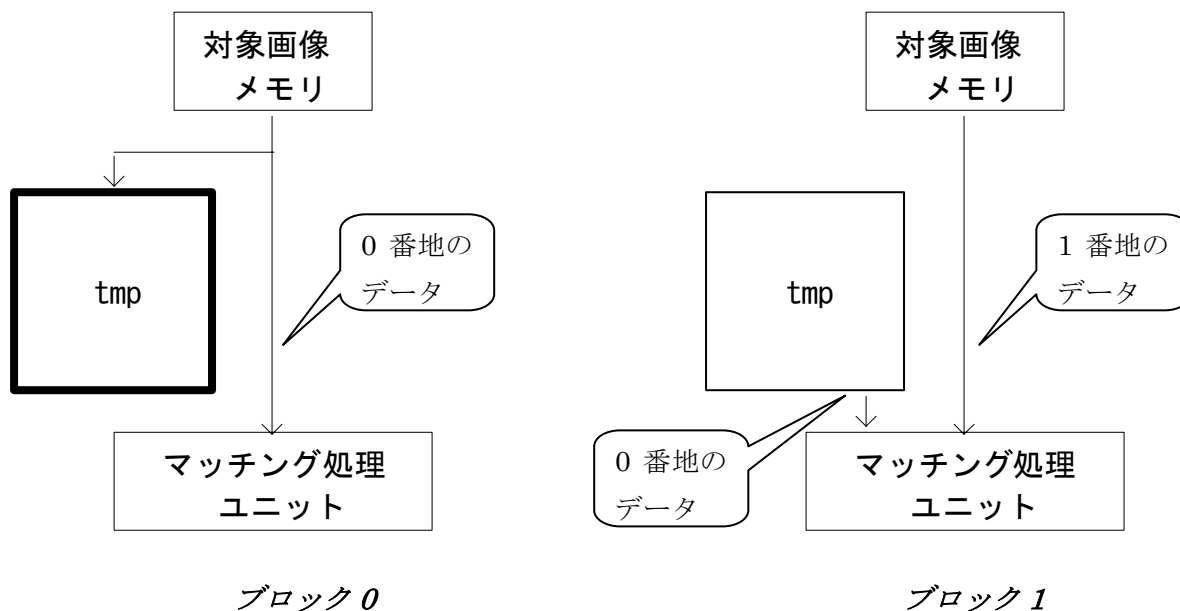 対象画像
メモリ
tmp
0 番地の
データ
マッチング処理
ユニット
ブロック 0
対象画像
メモリ
tmp
1 番地の
データ
0 番地の
データ
マッチング処理
ユニット
ブロック 1